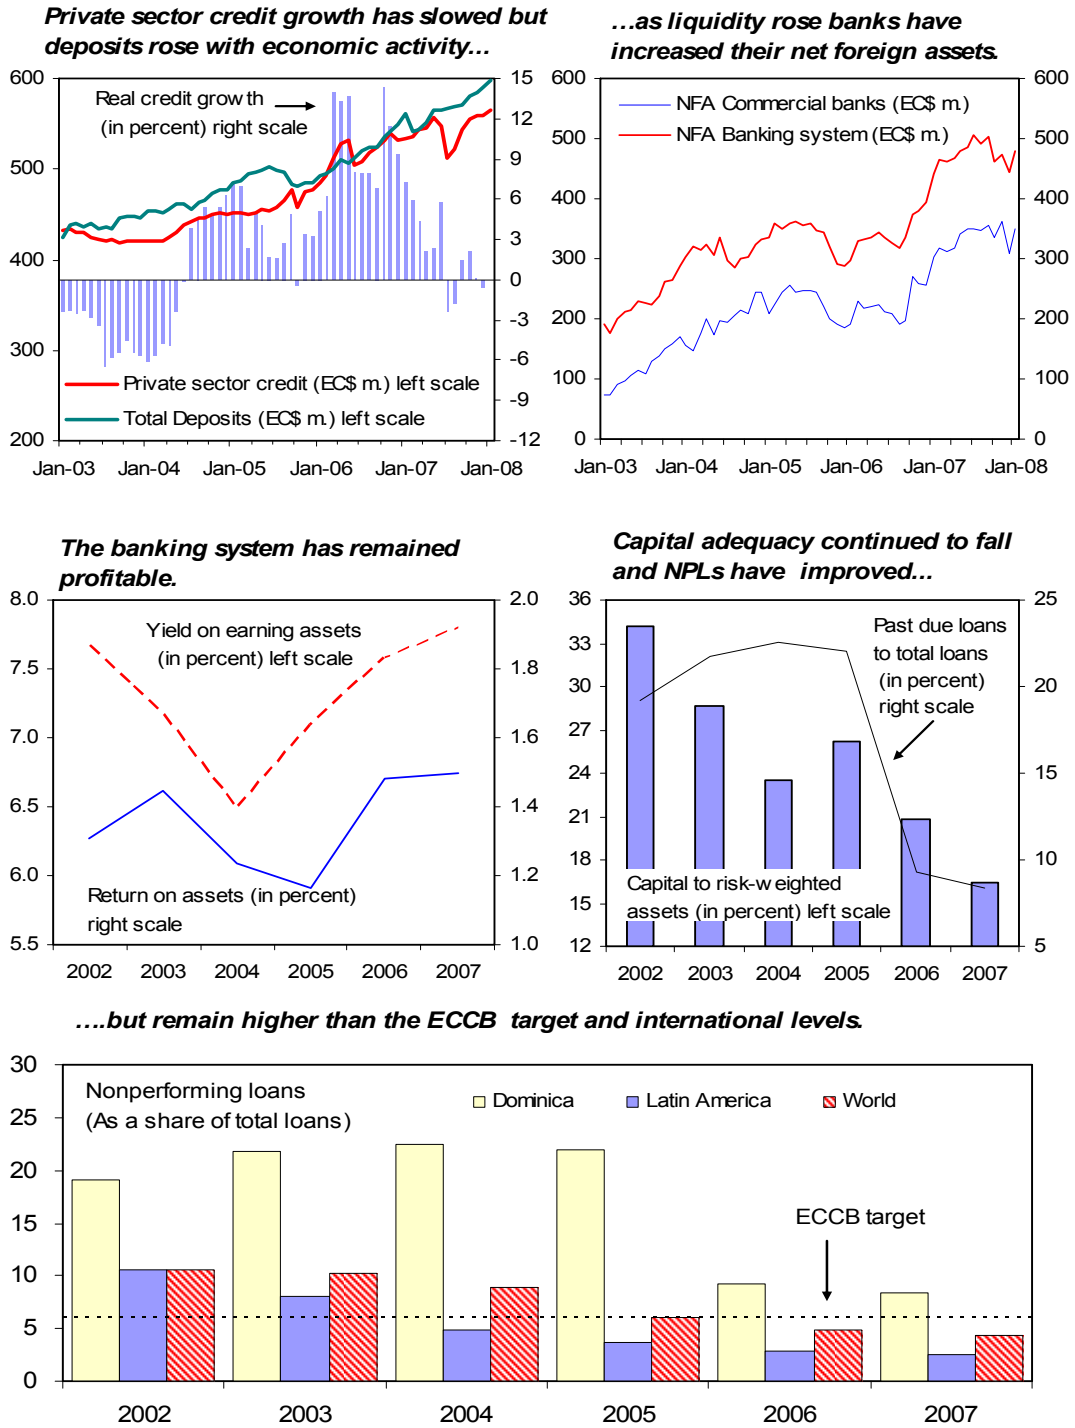 Private sector credit growth has slowed but
deposits rose with economic activity...
600
500
400
300
200
15
12
9
6
3
0
-3
-6
-9
-12
Real credit growth
(in percent) right scale
Private sector credit (EC$ m.) left scale
Total Deposits (EC$ m.) left scale
Jan-03 Jan-04 Jan-05 Jan-06 Jan-07 Jan-08
...as liquidity rose banks have
increased their net foreign assets.
600
500
400
300
200
100
0
600
500
400
300
200
100
0
NFA Commercial banks (EC$ m.)
NFA Banking system (EC$ m.)
Jan-03 Jan-04 Jan-05 Jan-06 Jan-07 Jan-08
The banking system has remained
profitable.
8.0
7.5
7.0
6.5
6.0
5.5
2.0
1.8
1.6
1.4
1.2
1.0
Yield on earning assets
(in percent) left scale
Return on assets (in percent)
right scale
2002 2003 2004 2005 2006 2007
Capital adequacy continued to fall
and NPLs have improved...
36
33
30
27
24
21
18
15
12
25
20
15
10
5
Past due loans
to total loans
(in percent)
right scale
Capital to risk-weighted
assets (in percent) left scale
2002 2003 2004 2005 2006 2007
....but remain higher than the ECCB target and international levels.
30
25
20
15
10
5
0
Nonperforming loans
(As a share of total loans)
Dominica Latin America World
ECCB target
2002 2003 2004 2005 2006 2007